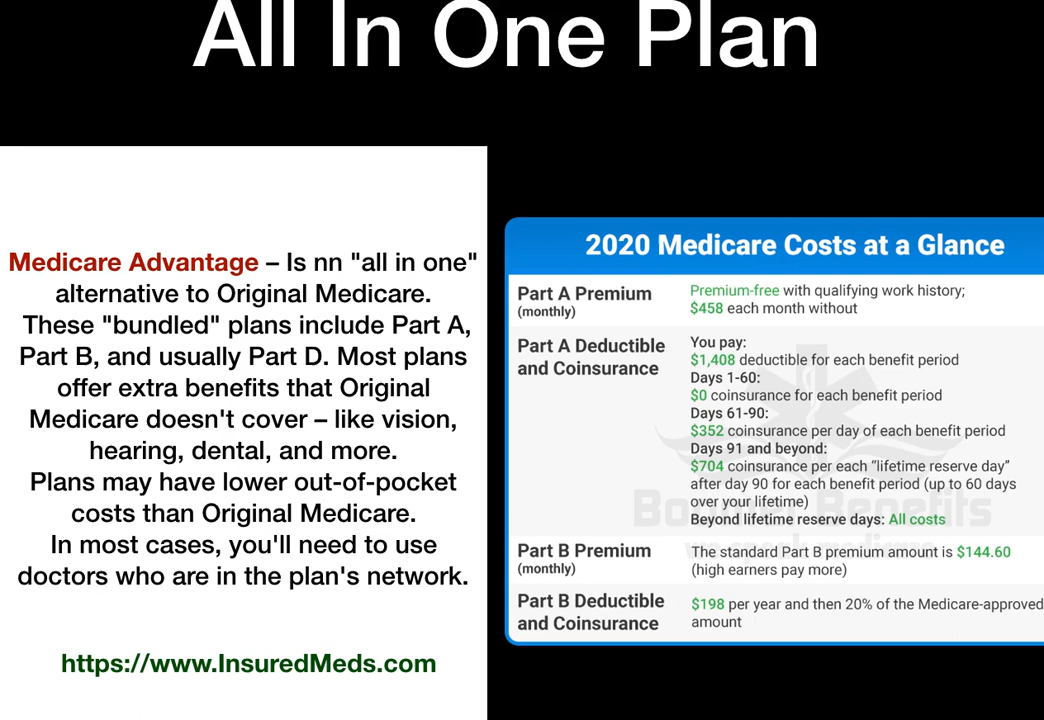 All In One Plan
Medicare Advantage – Is nn "all in one"
alternative to Original Medicare.
These "bundled" plans include Part A,
Part B, and usually Part D. Most plans
offer extra benefits that Original
Medicare doesn't cover – like vision,
hearing, dental, and more.
Plans may have lower out-of-pocket
costs than Original Medicare.
In most cases, you'll need to use
doctors who are in the plan's network.
https://www.InsuredMeds.com
2020 Medicare Costs at a Glance
Part A Premium
(monthly)
Premium-free with qualifying work history;
$458 each month without
Part A Deductible
and Coinsurance
You pay:
$1,408 deductible for each benefit period
Days 1-60:
$0 coinsurance for each benefit period
Days 61-90:
$352 coinsurance per day of each benefit period
Days 91 and beyond:
$704 coinsurance per each “lifetime reserve day”
after day 90 for each benefit period (up to 60 days
over your lifetime)
Beyond lifetime reserve days: All costs
Part B Premium
(monthly)
The standard Part B premium amount is $144.60
(high earners pay more)
Part B Deductible
and Coinsurance
$198 per year and then 20% of the Medicare-approved
amount